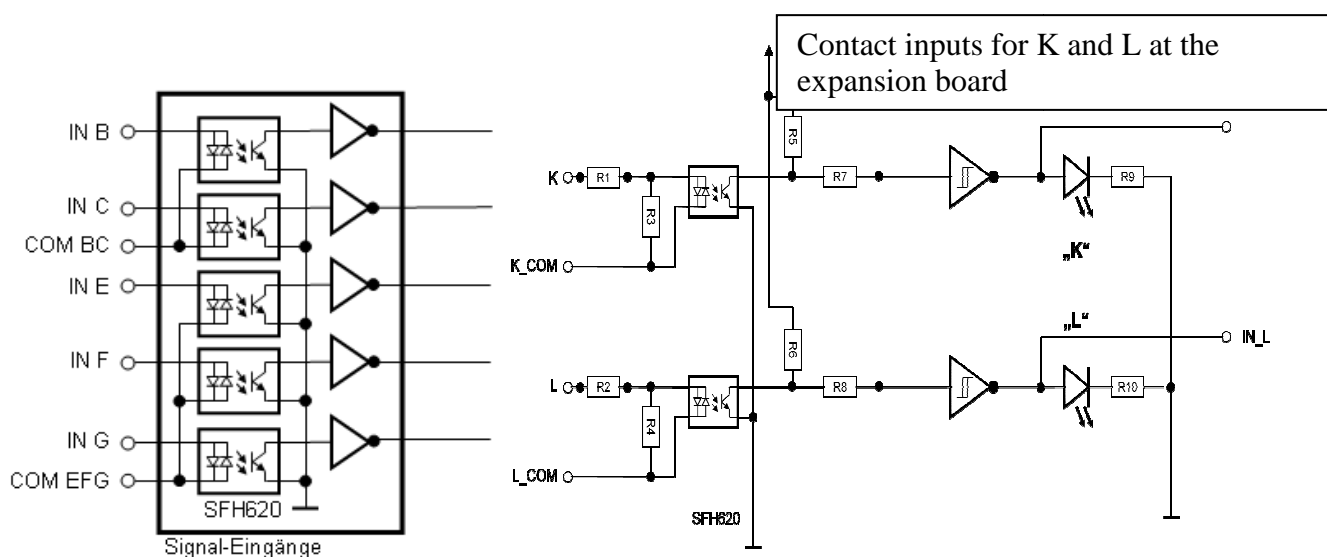 Contact inputs for K and L at the
expansion board
IN B
IN C
COM BC
IN E
IN F
IN G
COM EFG
SFH620
Signal-Eingänge
R5
K
R1
R7
R9
R3
„K“
K_COM
„L“
IN_L
R6
L
R2
R8
R10
R4
L_COM
SFH620